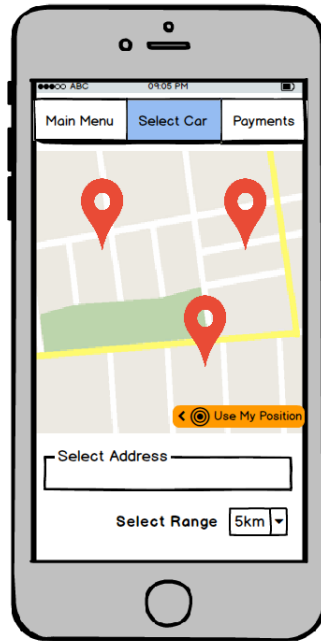 ABC 09:05 PM
Main Menu Select Car Payments
Use My Position
Select Address
Select Range 5km